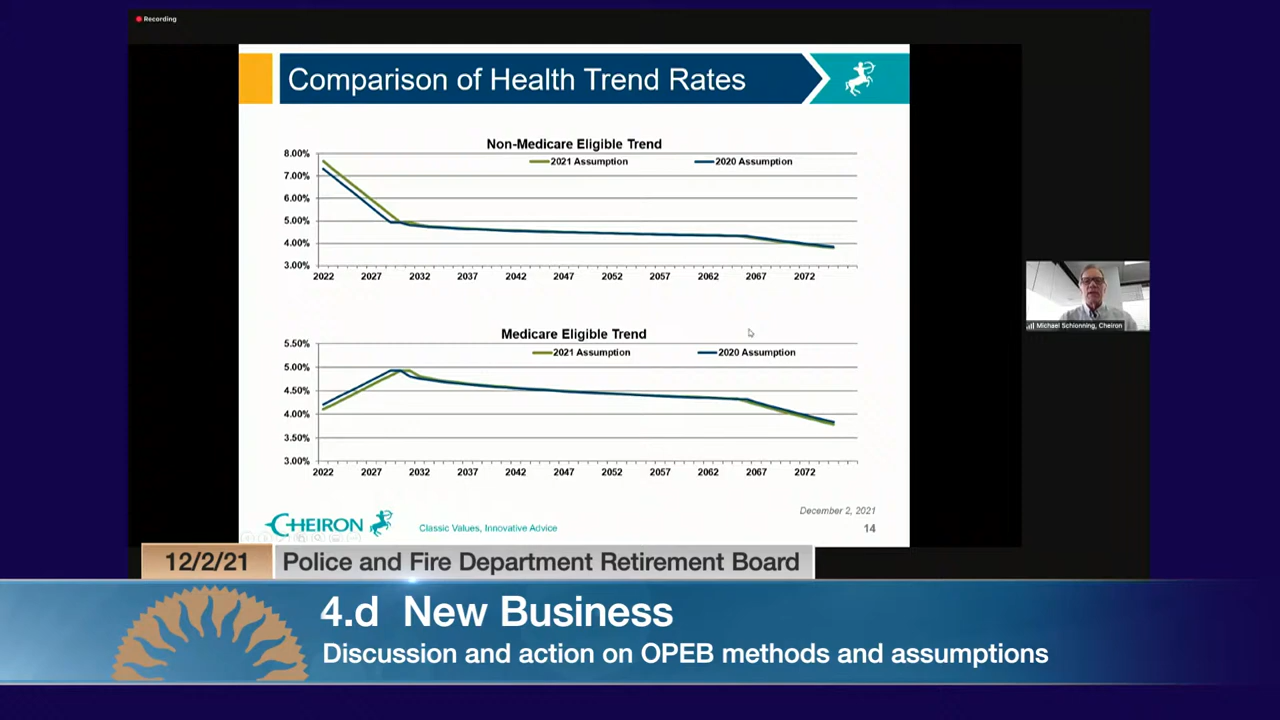 Recording
Comparison of Health Trend Rates
Non-Medicare Eligible Trend
8.00%
2021 Assumption
2020 Assumption
7.00%
6.00%
5.00%
4.00%
3.00%
2022 2027 2032 2037 2042 2047 2052 2057 2062 2067 2072
Medicare Eligible Trend
5.50%
2021 Assumption
2020 Assumption
5.00%
4.50%
4.00%
3.50%
3.00%
2022 2027 2032 2037 2042 2047 2052 2057 2062 2067 2072
Michael Schionning, Cheiron
December 2, 2021
CHEIRON
Classic Values, Innovative Advice
14
12/2/21 Police and Fire Department Retirement Board
4.d New Business
Discussion and action on OPEB methods and assumptions